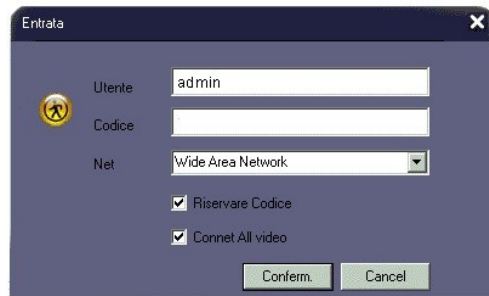 Entrata
Utente admin
Codice
Net Wide Area Network
Riservare Codice
Connet All video
Conferm. Cancel